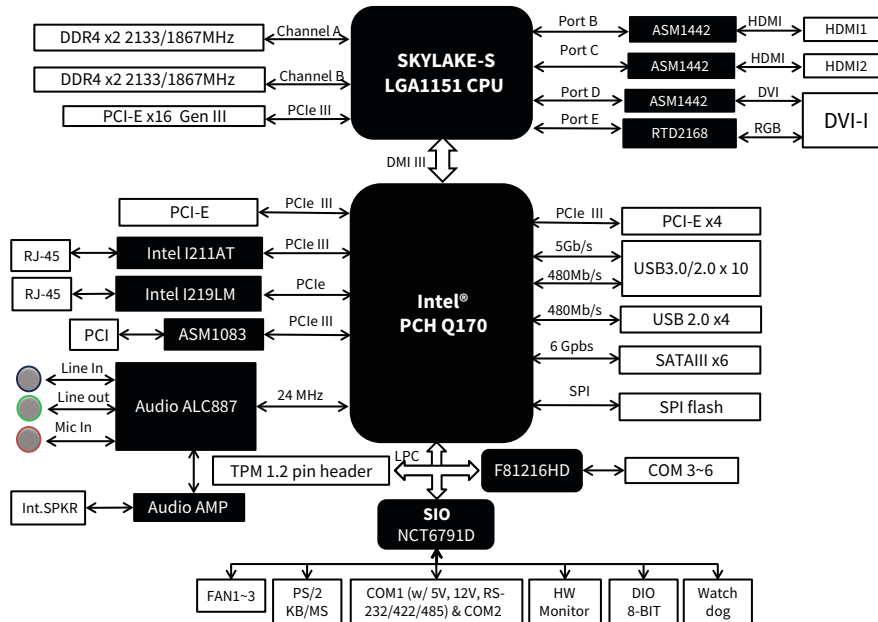 DDR4 x2 2133/1867MHz
Channel A
DDR4 x2 2133/1867MHz
Channel B
PCI-E x16 Gen III
PCIe III
SKYLAKE-S
LGA1151 CPU
Port B
ASM1442
HDMI
HDMI1
Port C
ASM1442
HDMI
HDMI2
Port D
ASM1442
DVI
Port E
RTD2168
RGB
DVI-I
DMI III
PCI-E
PCIe III
RJ-45
Intel I211AT
PCIe III
RJ-45
Intel I219LM
PCIe
PCI
ASM1083
PCIe III
Intel®
PCH Q170
PCIe III
PCI-E x4
5Gb/s
480Mb/s
USB3.0/2.0 x 10
480Mb/s
USB 2.0 x4
6 Gpbs
SATAIII x6
SPI
SPI flash
Line In
Line out
Mic In
Audio ALC887
24 MHz
Int.SPKR
Audio AMP
LPC
TPM 1.2 pin header
F81216HD
COM 3~6
SIO
NCT6791D
FAN1~3
PS/2
KB/MS
COM1 (w/ 5V, 12V, RS-
232/422/485) & COM2
HW
Monitor
DIO
8-BIT
Watch
dog